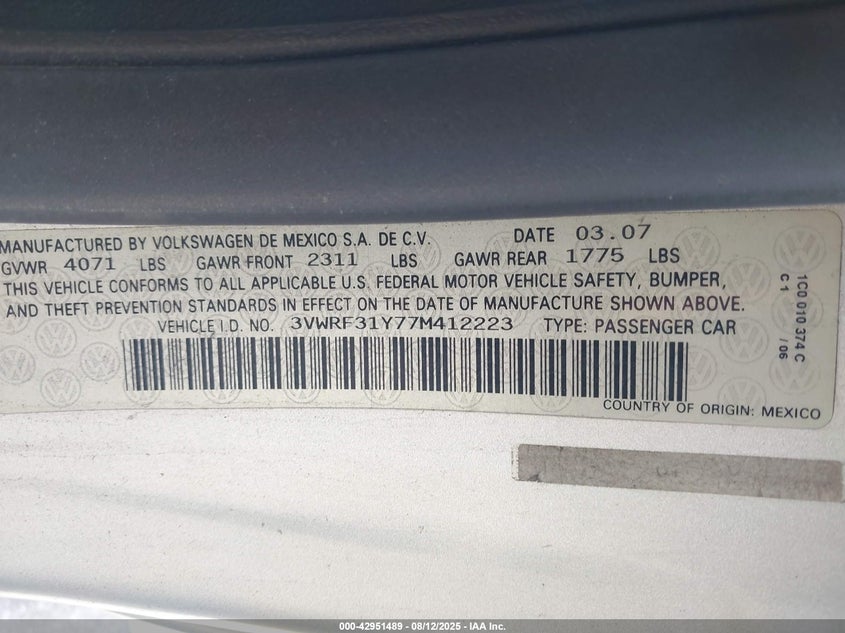 MANUFACTURED BY VOLKSWAGEN DE MEXICO S.A. DE C.V. DATE 03.07
GVWR 4071 LBS GAWR FRONT 2311 LBS GAWR REAR 1775 LBS
THIS VEHICLE CONFORMS TO ALL APPLICABLE U.S. FEDERAL MOTOR VEHICLE SAFETY, BUMPER,
AND THEFT PREVENTION STANDARDS IN EFFECT ON THE DATE OF MANUFACTURE SHOWN ABOVE.
VEHICLE I.D. NO. 3VWRF31Y77M412223 TYPE: PASSENGER CAR
COUNTRY OF ORIGIN: MEXICO
1C0 010 374 C
C 1 / 06
000-42951489 - 08/12/2025 - IAA Inc.